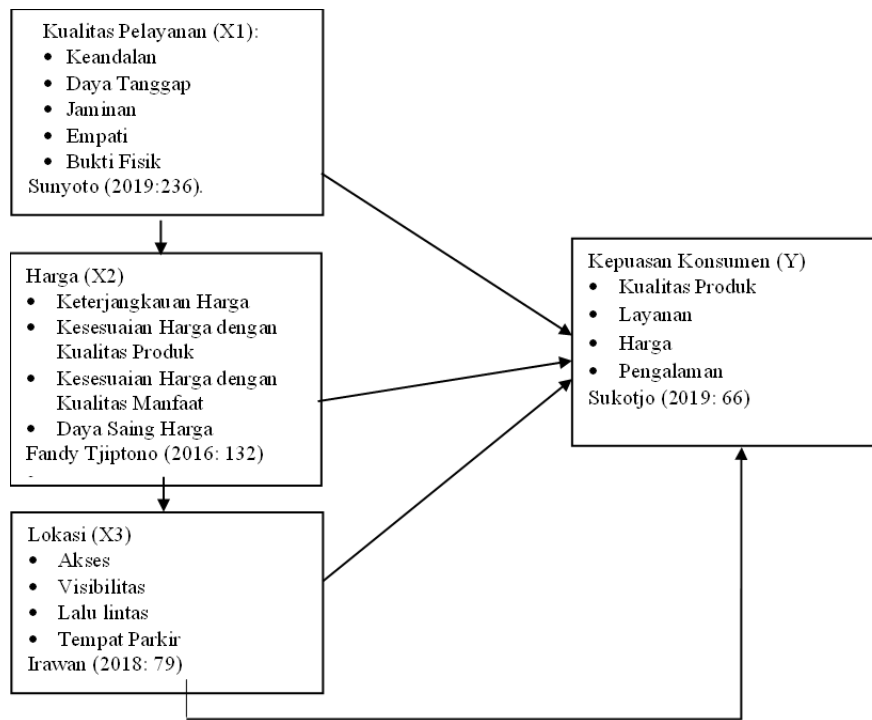 Kualitas Pelayanan (X1):
• Keandalan
• Daya Tanggap
• Jaminan
• Empati
• Bukti Fisik
Sunyoto (2019:236).
Harga (X2)
• Keterjangkauan Harga
• Kesesuaian Harga dengan
Kualitas Produk
• Kesesuaian Harga dengan
Kualitas Manfaat
• Daya Saing Harga
Fandy Tjiptono (2016: 132)
Lokasi (X3)
• Akses
• Visibilitas
• Lalu lintas
• Tempat Parkir
Irawan (2018: 79)
Kepuasan Konsumen (Y)
• Kualitas Produk
• Layanan
• Harga
• Pengalaman
Sukotjo (2019: 66)